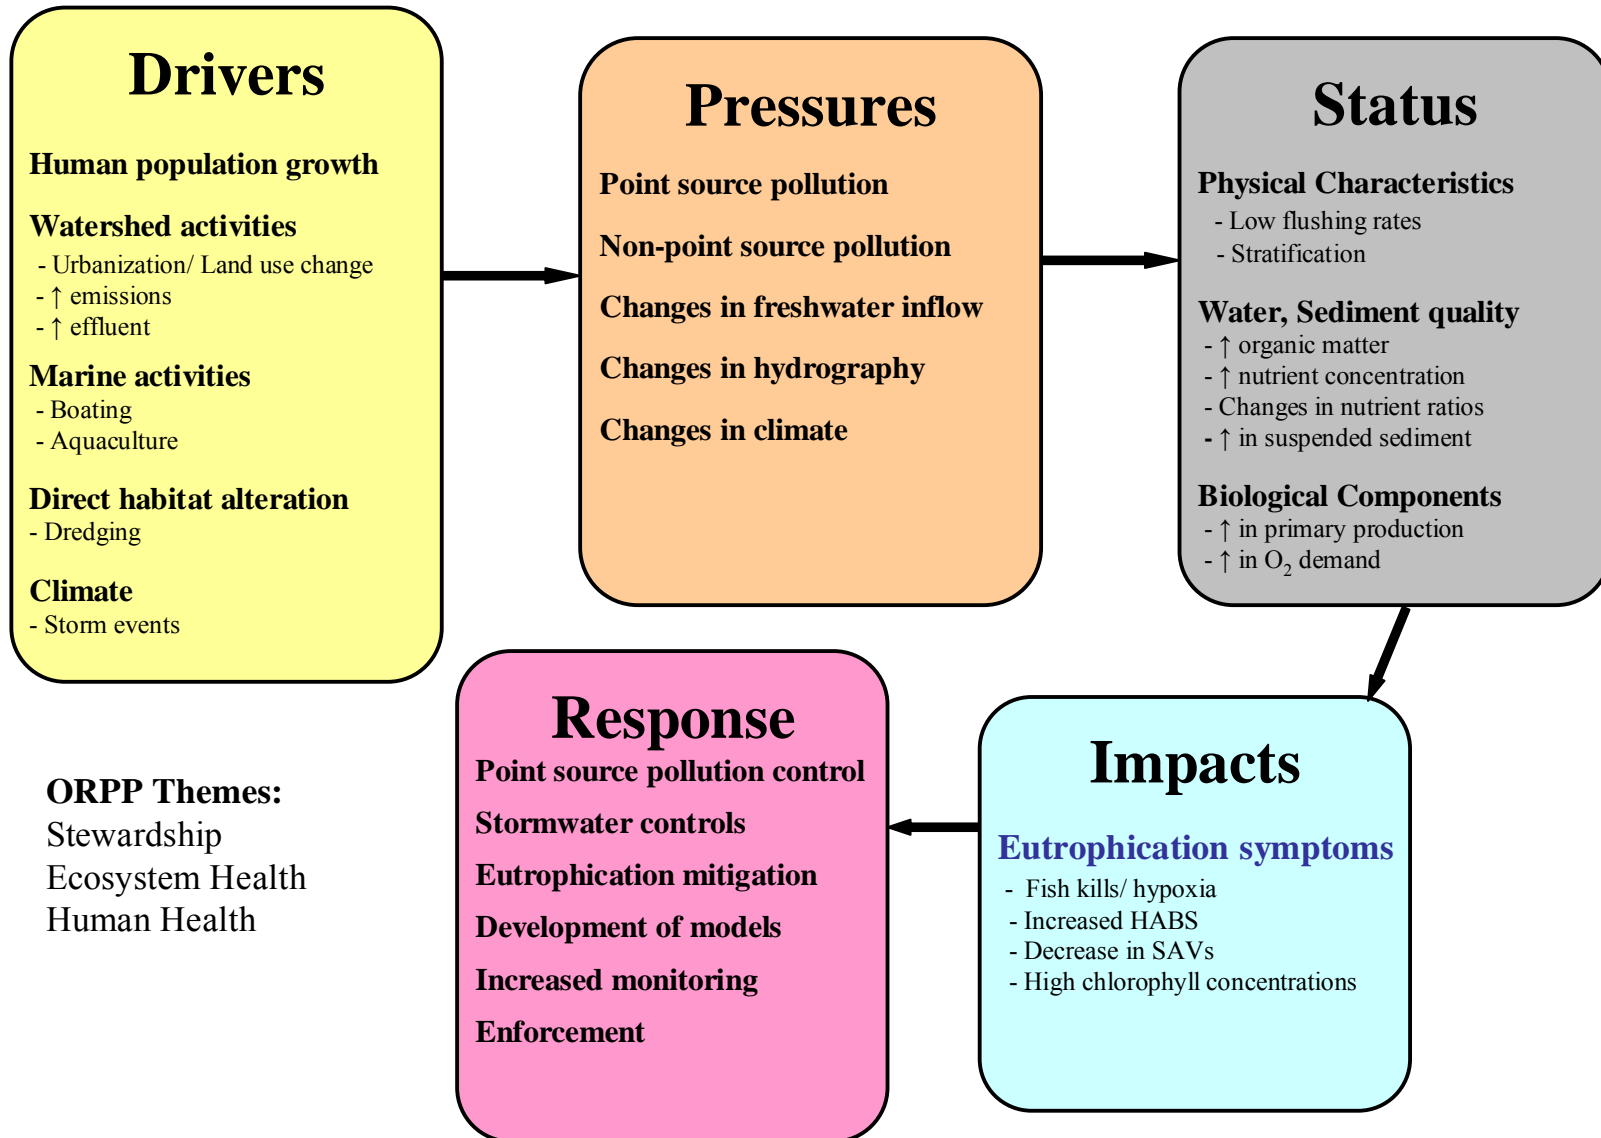 Drivers
Human population growth
Watershed activities
- Urbanization/ Land use change
- ↑ emissions
- ↑ effluent
Marine activities
- Boating
- Aquaculture
Direct habitat alteration
- Dredging
Climate
- Storm events
Pressures
Point source pollution
Non-point source pollution
Changes in freshwater inflow
Changes in hydrography
Changes in climate
Status
Physical Characteristics
- Low flushing rates
- Stratification
Water, Sediment quality
- ↑ organic matter
- ↑ nutrient concentration
- Changes in nutrient ratios
- ↑ in suspended sediment
Biological Components
- ↑ in primary production
- ↑ in O₂ demand
Impacts
Eutrophication symptoms
- Fish kills/ hypoxia
- Increased HABS
- Decrease in SAVs
- High chlorophyll concentrations
Response
Point source pollution control
Stormwater controls
Eutrophication mitigation
Development of models
Increased monitoring
Enforcement
ORPP Themes:
Stewardship
Ecosystem Health
Human Health